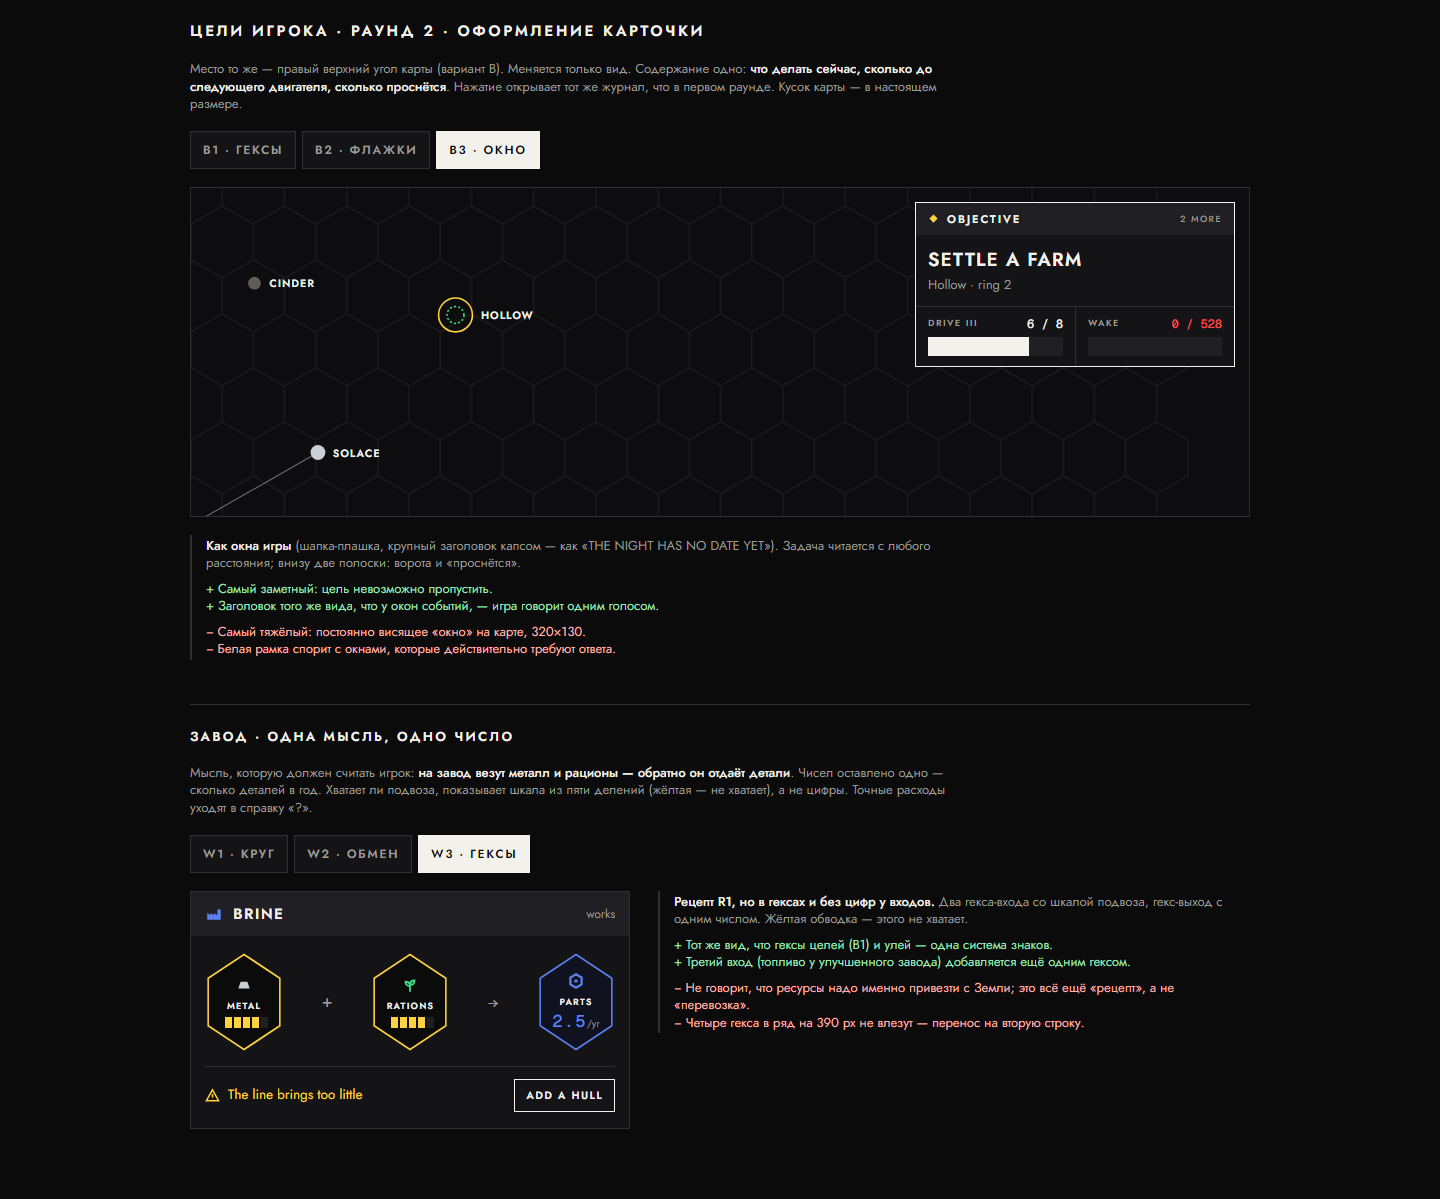 ЦЕЛИ ИГРОКА · РАУНД 2 · ОФОРМЛЕНИЕ КАРТОЧКИ
Место то же — правый верхний угол карты (вариант B). Меняется только вид. Содержание одно: что делать сейчас, сколько до
следующего двигателя, сколько проснётся. Нажатие открывает тот же журнал, что в первом раунде. Кусок карты — в настоящем
размере.
B1 · ГЕКСЫ
B2 · ФЛАЖКИ
B3 · ОКНО
OBJECTIVE
2 MORE
SETTLE A FARM
Hollow · ring 2
DRIVE III
6 / 8
WAKE
0 / 528
CINDER
HOLLOW
SOLACE
Как окна игры (шапка-плашка, крупный заголовок капсом — как «THE NIGHT HAS NO DATE YET»). Задача читается с любого
расстояния; внизу две полоски: ворота и «проснётся».
+ Самый заметный: цель невозможно пропустить.
+ Заголовок того же вида, что у окон событий, — игра говорит одним голосом.
– Самый тяжёлый: постоянно висящее «окно» на карте, 320×130.
– Белая рамка спорит с окнами, которые действительно требуют ответа.
ЗАВОД · ОДНА МЫСЛЬ, ОДНО ЧИСЛО
Мысль, которую должен считать игрок: на завод везут металл и рационы — обратно он отдаёт детали. Чисел оставлено одно —
сколько деталей в год. Хватает ли подвоза, показывает шкала из пяти делений (жёлтая — не хватает), а не цифры. Точные расходы
уходят в справку «?».
W1 · КРУГ
W2 · ОБМЕН
W3 · ГЕКСЫ
BRINE
works
METAL
+
RATIONS
→
PARTS
2.5/yr
The line brings too little
ADD A HULL
Рецепт R1, но в гексах и без цифр у входов. Два гекса-входа со шкалой подвоза, гекс-выход с
одним числом. Жёлтая обводка — этого не хватает.
+ Тот же вид, что гексы целей (B1) и улей — одна система знаков.
+ Третий вход (топливо у улучшенного завода) добавляется ещё одним гексом.
– Не говорит, что ресурсы надо именно привезти с Земли; это всё ещё «рецепт», а не
«перевозка».
– Четыре гекса в ряд на 390 px не влезут — перенос на вторую строку.